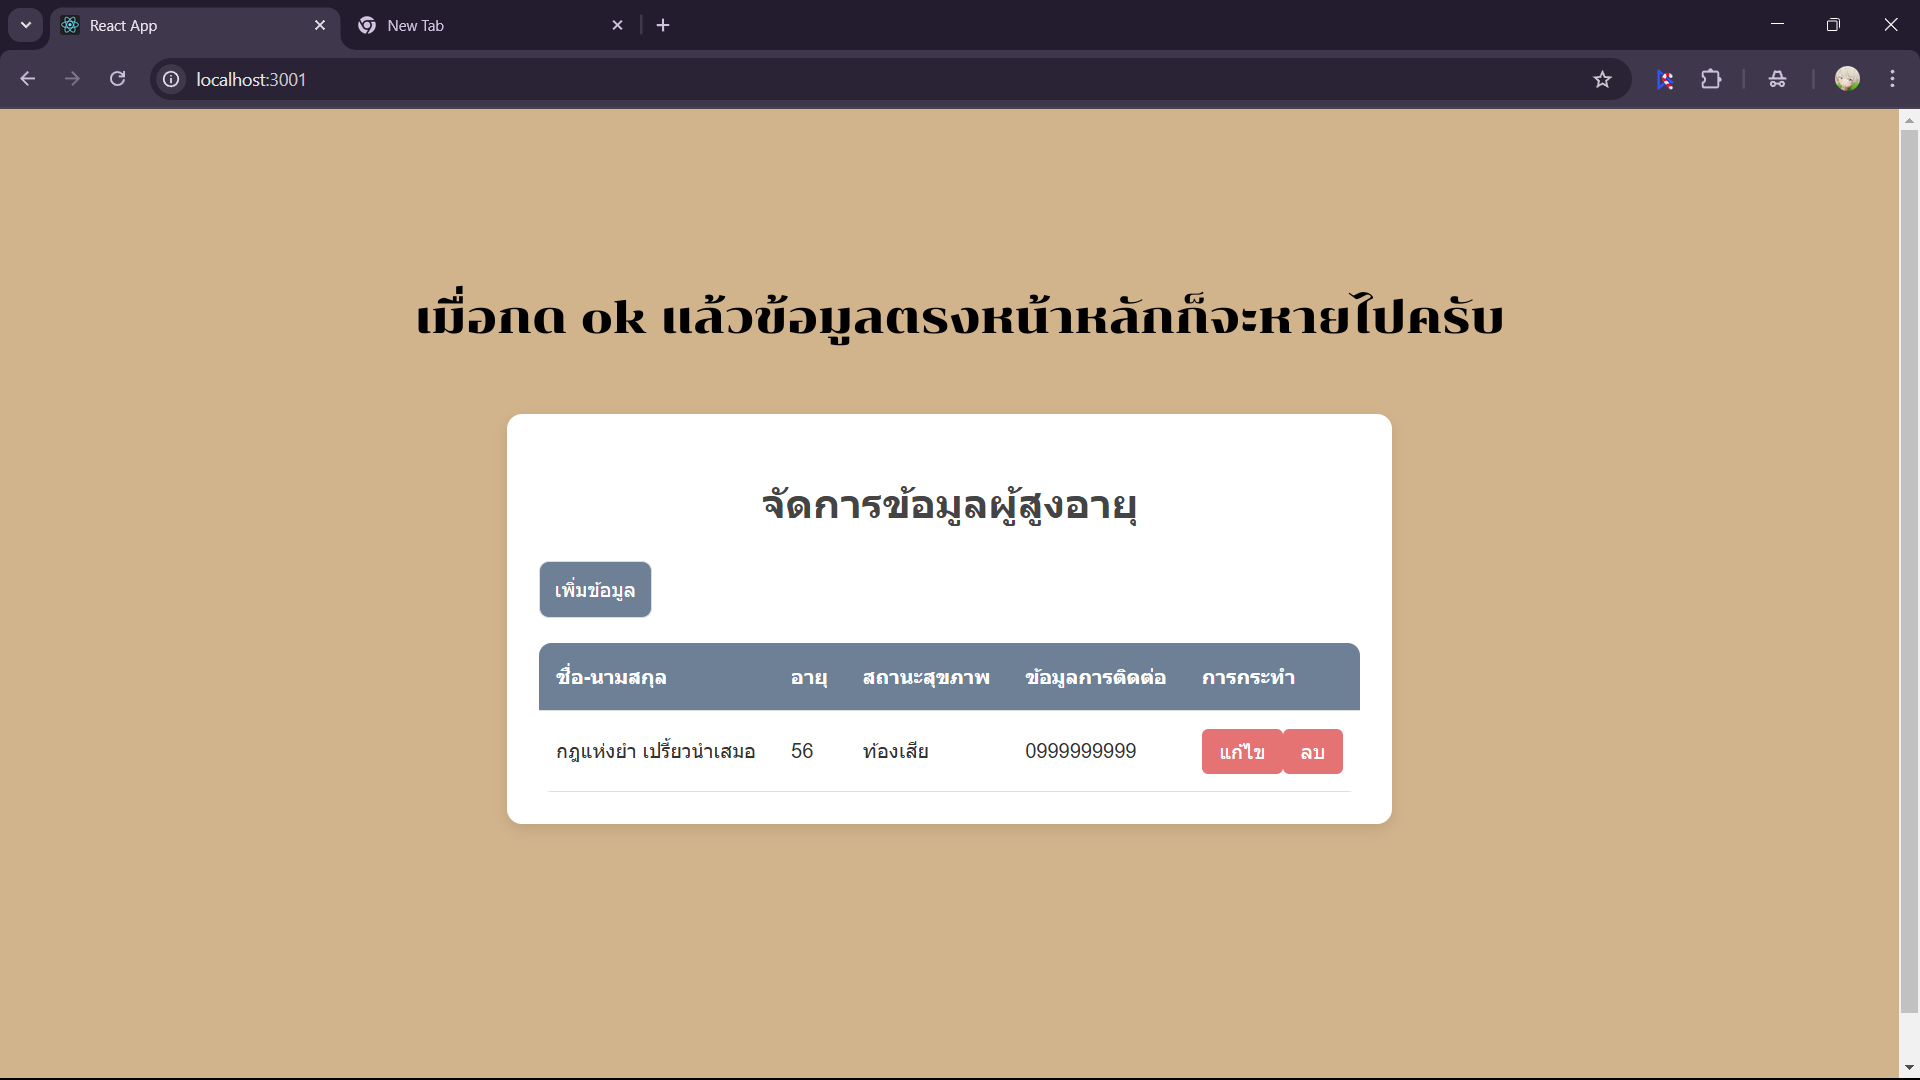 React App
New Tab
localhost:3001
เมื่อกด ok แล้วข้อมูลตรงหน้าหลักก็จะหายไปครับ
จัดการข้อมูลผู้สูงอายุ
เพิ่มข้อมูล
ชื่อ-นามสกุล อายุ สถานะสุขภาพ ข้อมูลการติดต่อ การกระทำ
กฎแห่งยำ เปรี้ยวนำเสมอ 56 ท้องเสีย 0999999999 แก้ไข ลบ